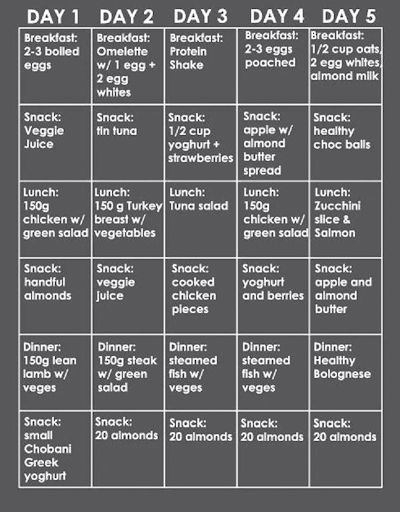 DAY 1 DAY 2 DAY 3 DAY 4 DAY 5
Breakfast:
2-3 boiled
eggs
Breakfast:
Omelette
w/ 1 egg +
2 egg
whites
Breakfast:
Protein
Shake
Breakfast:
2-3 eggs
poached
Breakfast:
1/2 cup oats,
2 egg whites,
almond milk
Snack:
Veggie
Juice
Snack:
tin tuna
Snack:
1/2 cup
yoghurt +
strawberries
Snack:
apple w/
almond
butter
spread
Snack:
healthy
choc balls
Lunch:
150g
chicken w/
green salad
Lunch:
150 g Turkey
breast w/
vegetables
Lunch:
Tuna salad
Lunch:
150g
chicken w/
green salad
Lunch:
Zucchini
slice &
Salmon
Snack:
handful
almonds
Snack:
veggie
juice
Snack:
cooked
chicken
pieces
Snack:
yoghurt
and berries
Snack:
apple and
almond
butter
Dinner:
150g lean
lamb w/
veges
Dinner:
150g steak
w/ green
salad
Dinner:
steamed
fish w/
veges
Dinner:
steamed
fish w/
veges
Dinner:
Healthy
Bolognese
Snack:
small
Chobani
Greek
yoghurt
Snack:
20 almonds
Snack:
20 almonds
Snack:
20 almonds
Snack:
20 almonds